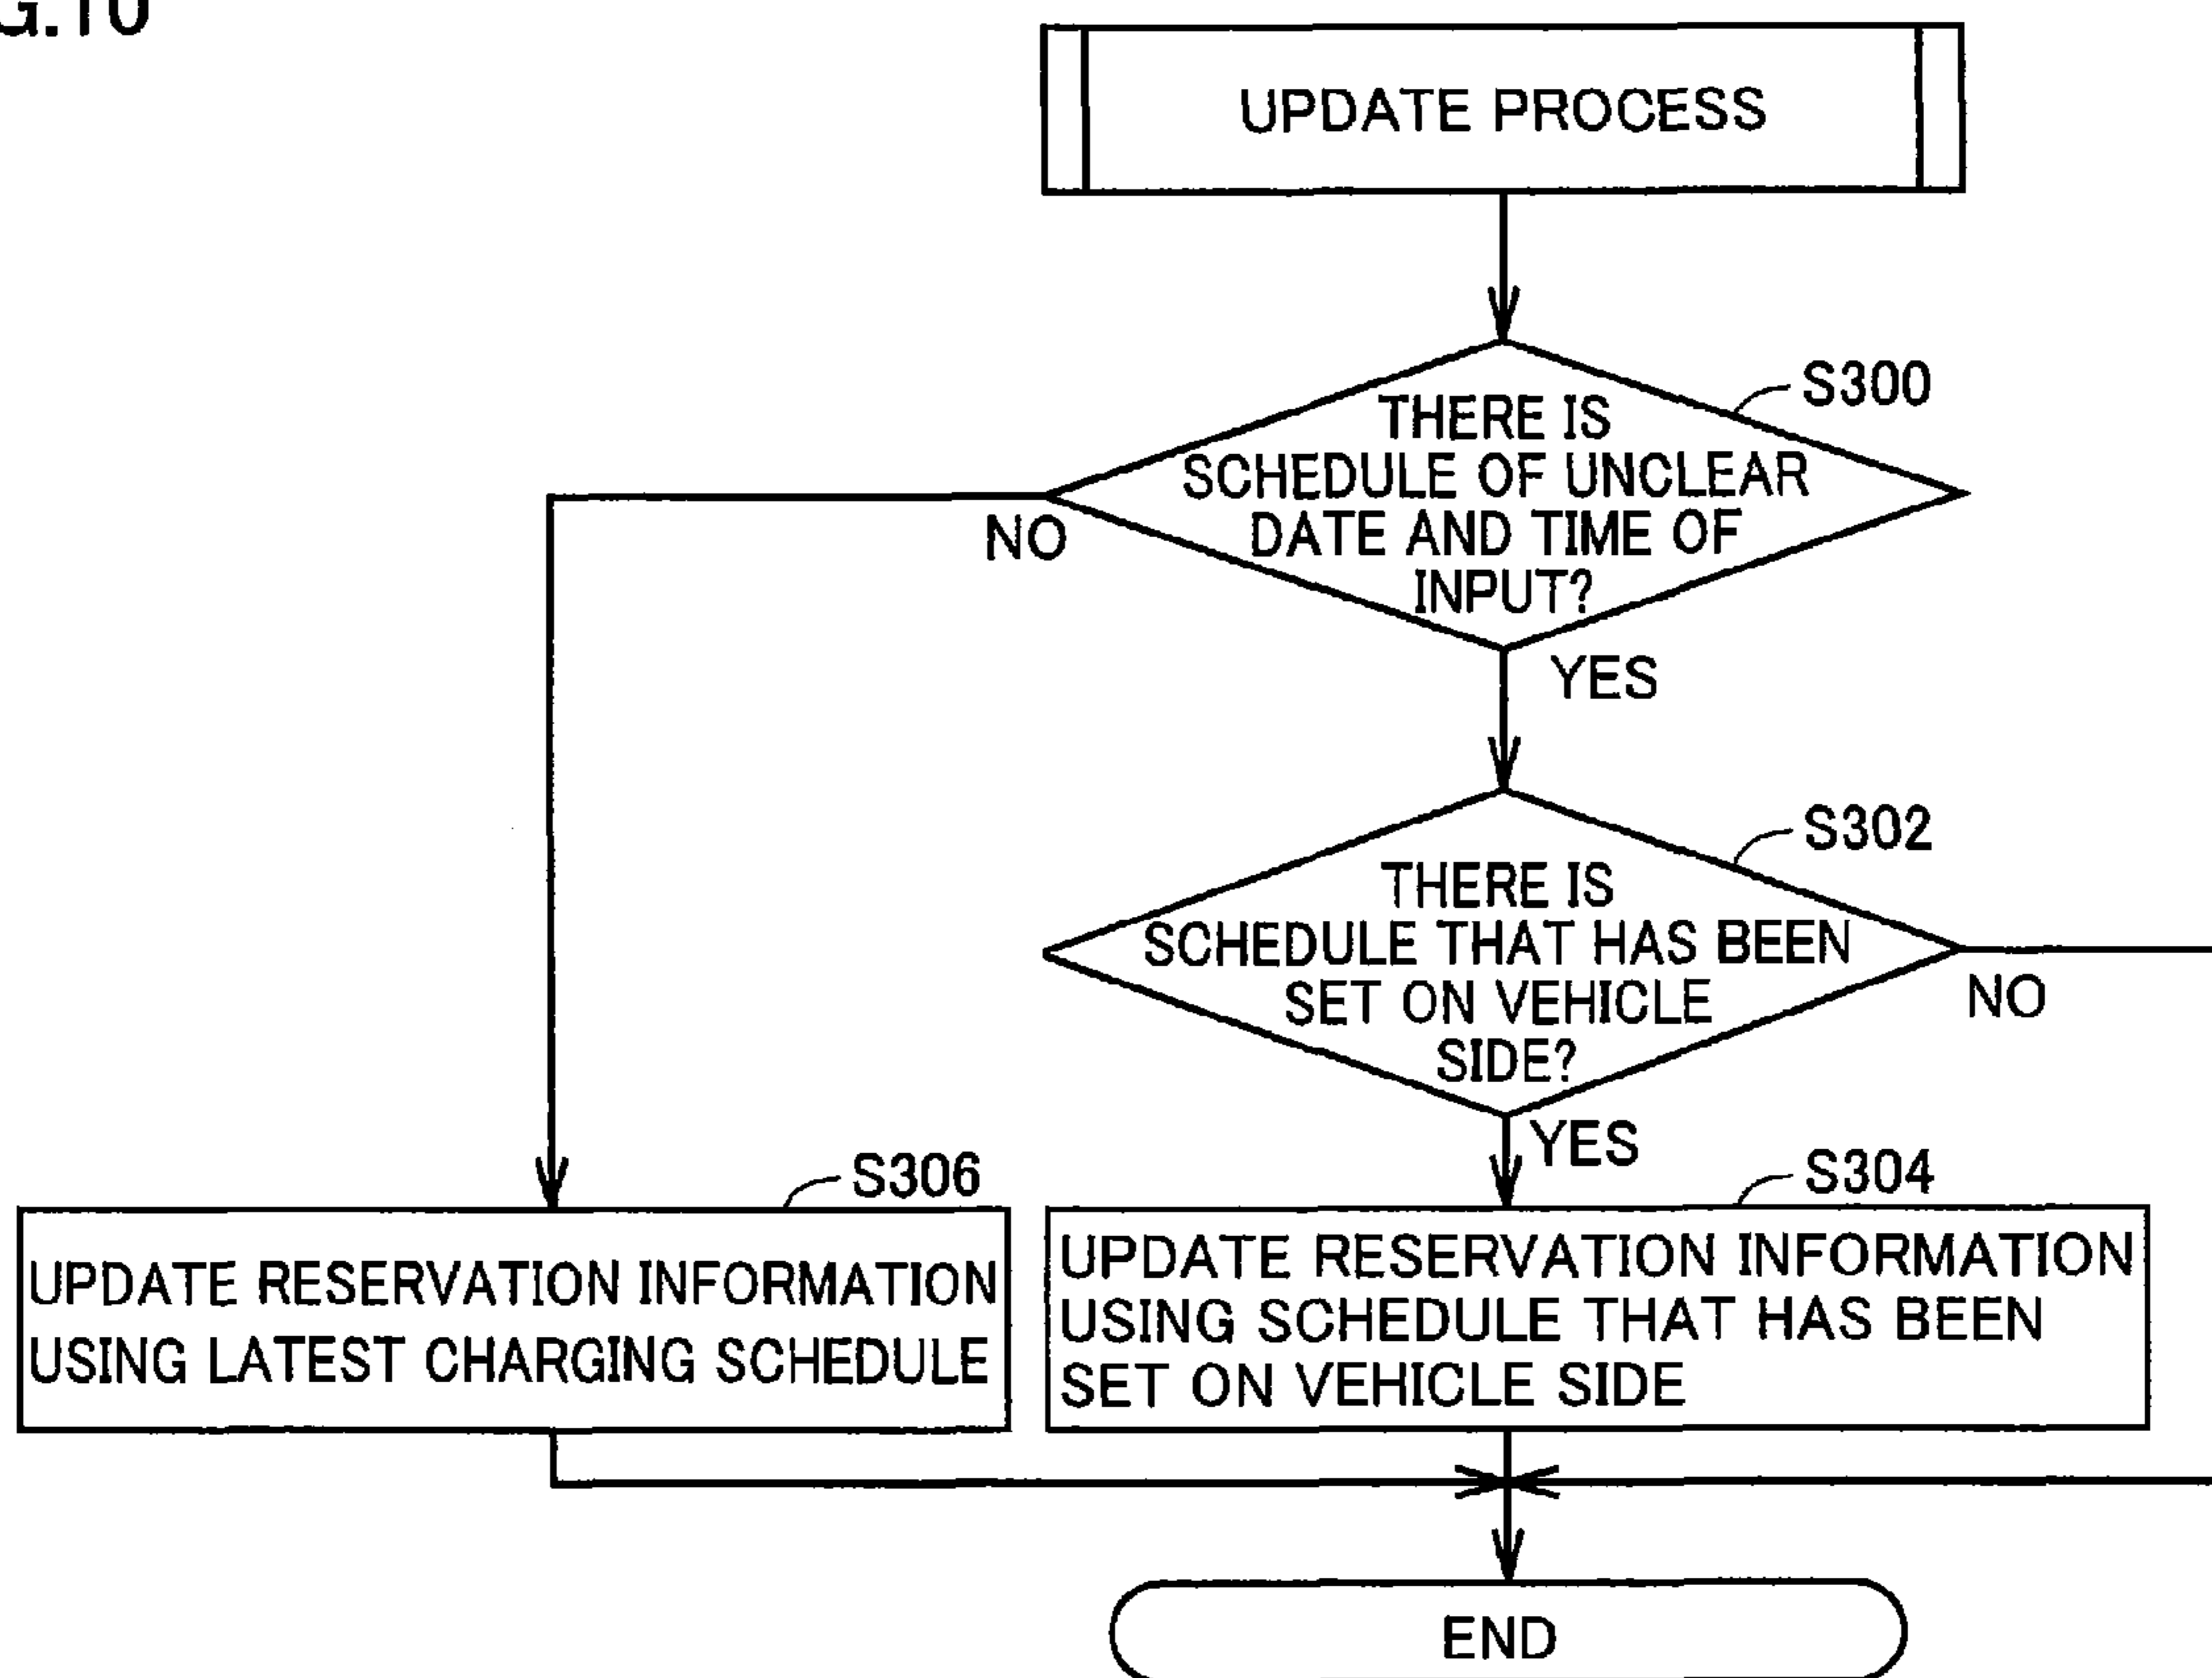 G.10
UPDATE PROCESS
S300
THERE IS
SCHEDULE OF UNCLEAR
DATE AND TIME OF
INPUT?
NO
YES
S302
THERE IS
SCHEDULE THAT HAS BEEN
SET ON VEHICLE
SIDE?
NO
YES
S306
S304
UPDATE RESERVATION INFORMATION
USING LATEST CHARGING SCHEDULE
UPDATE RESERVATION INFORMATION
USING SCHEDULE THAT HAS BEEN
SET ON VEHICLE SIDE
END